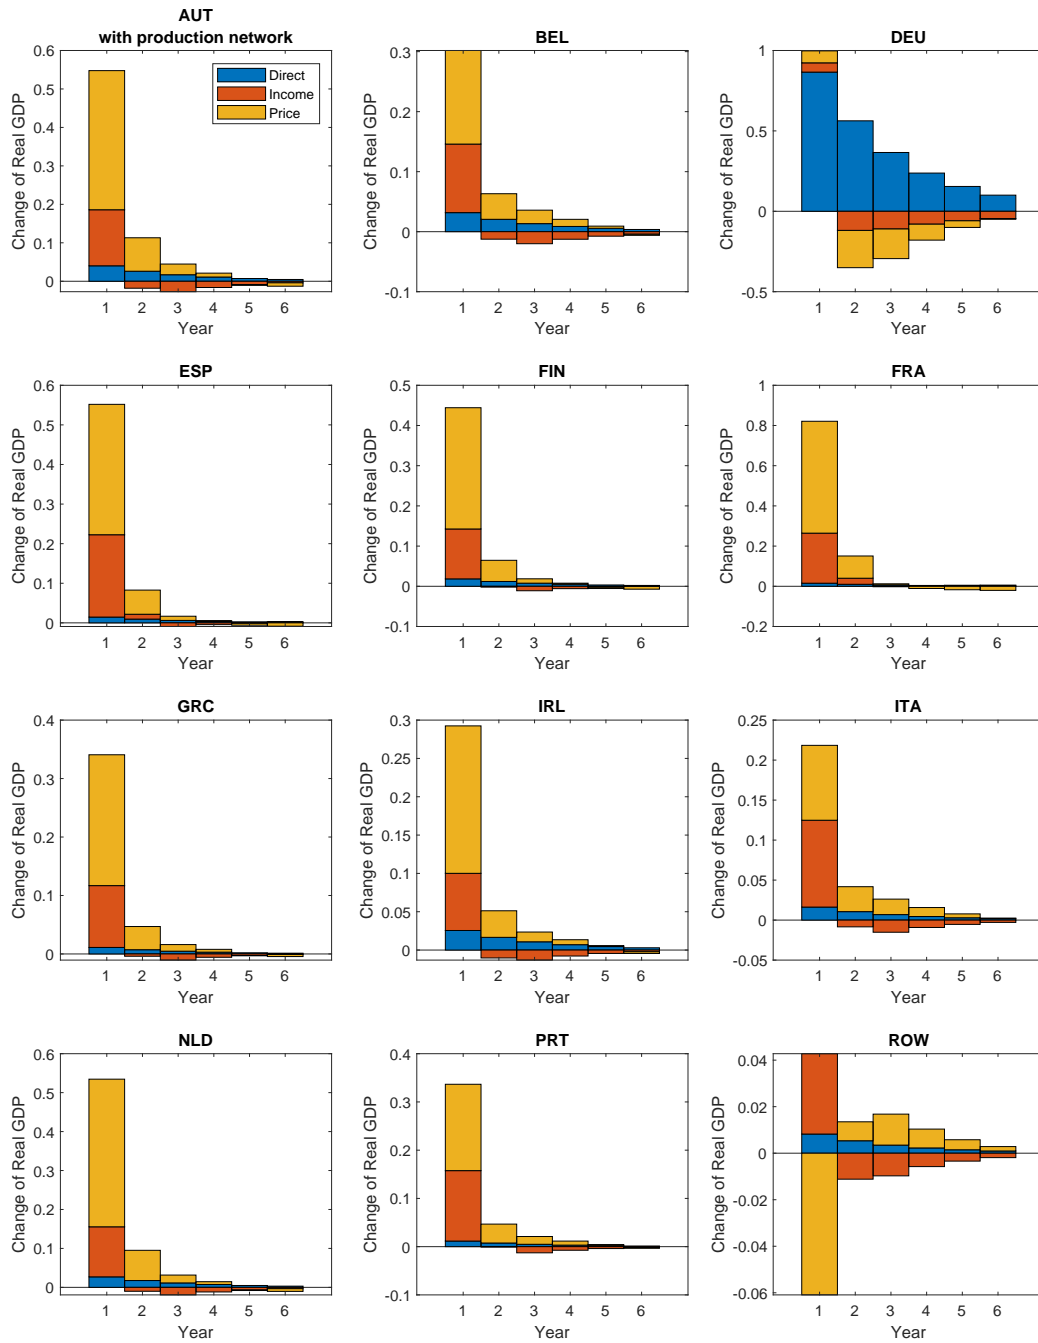 AUT
with production network
0.6
0.5
0.4
0.3
0.2
0.1
0
Change of Real GDP
Direct
Income
Price
1 2 3 4 5 6
Year
BEL
0.3
0.2
0.1
0
-0.1
Change of Real GDP
1 2 3 4 5 6
Year
DEU
1
0.5
0
-0.5
Change of Real GDP
1 2 3 4 5 6
Year
ESP
0.6
0.5
0.4
0.3
0.2
0.1
0
Change of Real GDP
1 2 3 4 5 6
Year
FIN
0.5
0.4
0.3
0.2
0.1
0
-0.1
Change of Real GDP
1 2 3 4 5 6
Year
FRA
1
0.8
0.6
0.4
0.2
0
-0.2
Change of Real GDP
1 2 3 4 5 6
Year
GRC
0.4
0.3
0.2
0.1
0
Change of Real GDP
1 2 3 4 5 6
Year
IRL
0.3
0.25
0.2
0.15
0.1
0.05
0
Change of Real GDP
1 2 3 4 5 6
Year
ITA
0.25
0.2
0.15
0.1
0.05
0
-0.05
Change of Real GDP
1 2 3 4 5 6
Year
NLD
0.6
0.5
0.4
0.3
0.2
0.1
0
Change of Real GDP
1 2 3 4 5 6
Year
PRT
0.4
0.3
0.2
0.1
0
-0.1
Change of Real GDP
1 2 3 4 5 6
Year
ROW
0.04
0.02
0
-0.02
-0.04
-0.06
Change of Real GDP
1 2 3 4 5 6
Year